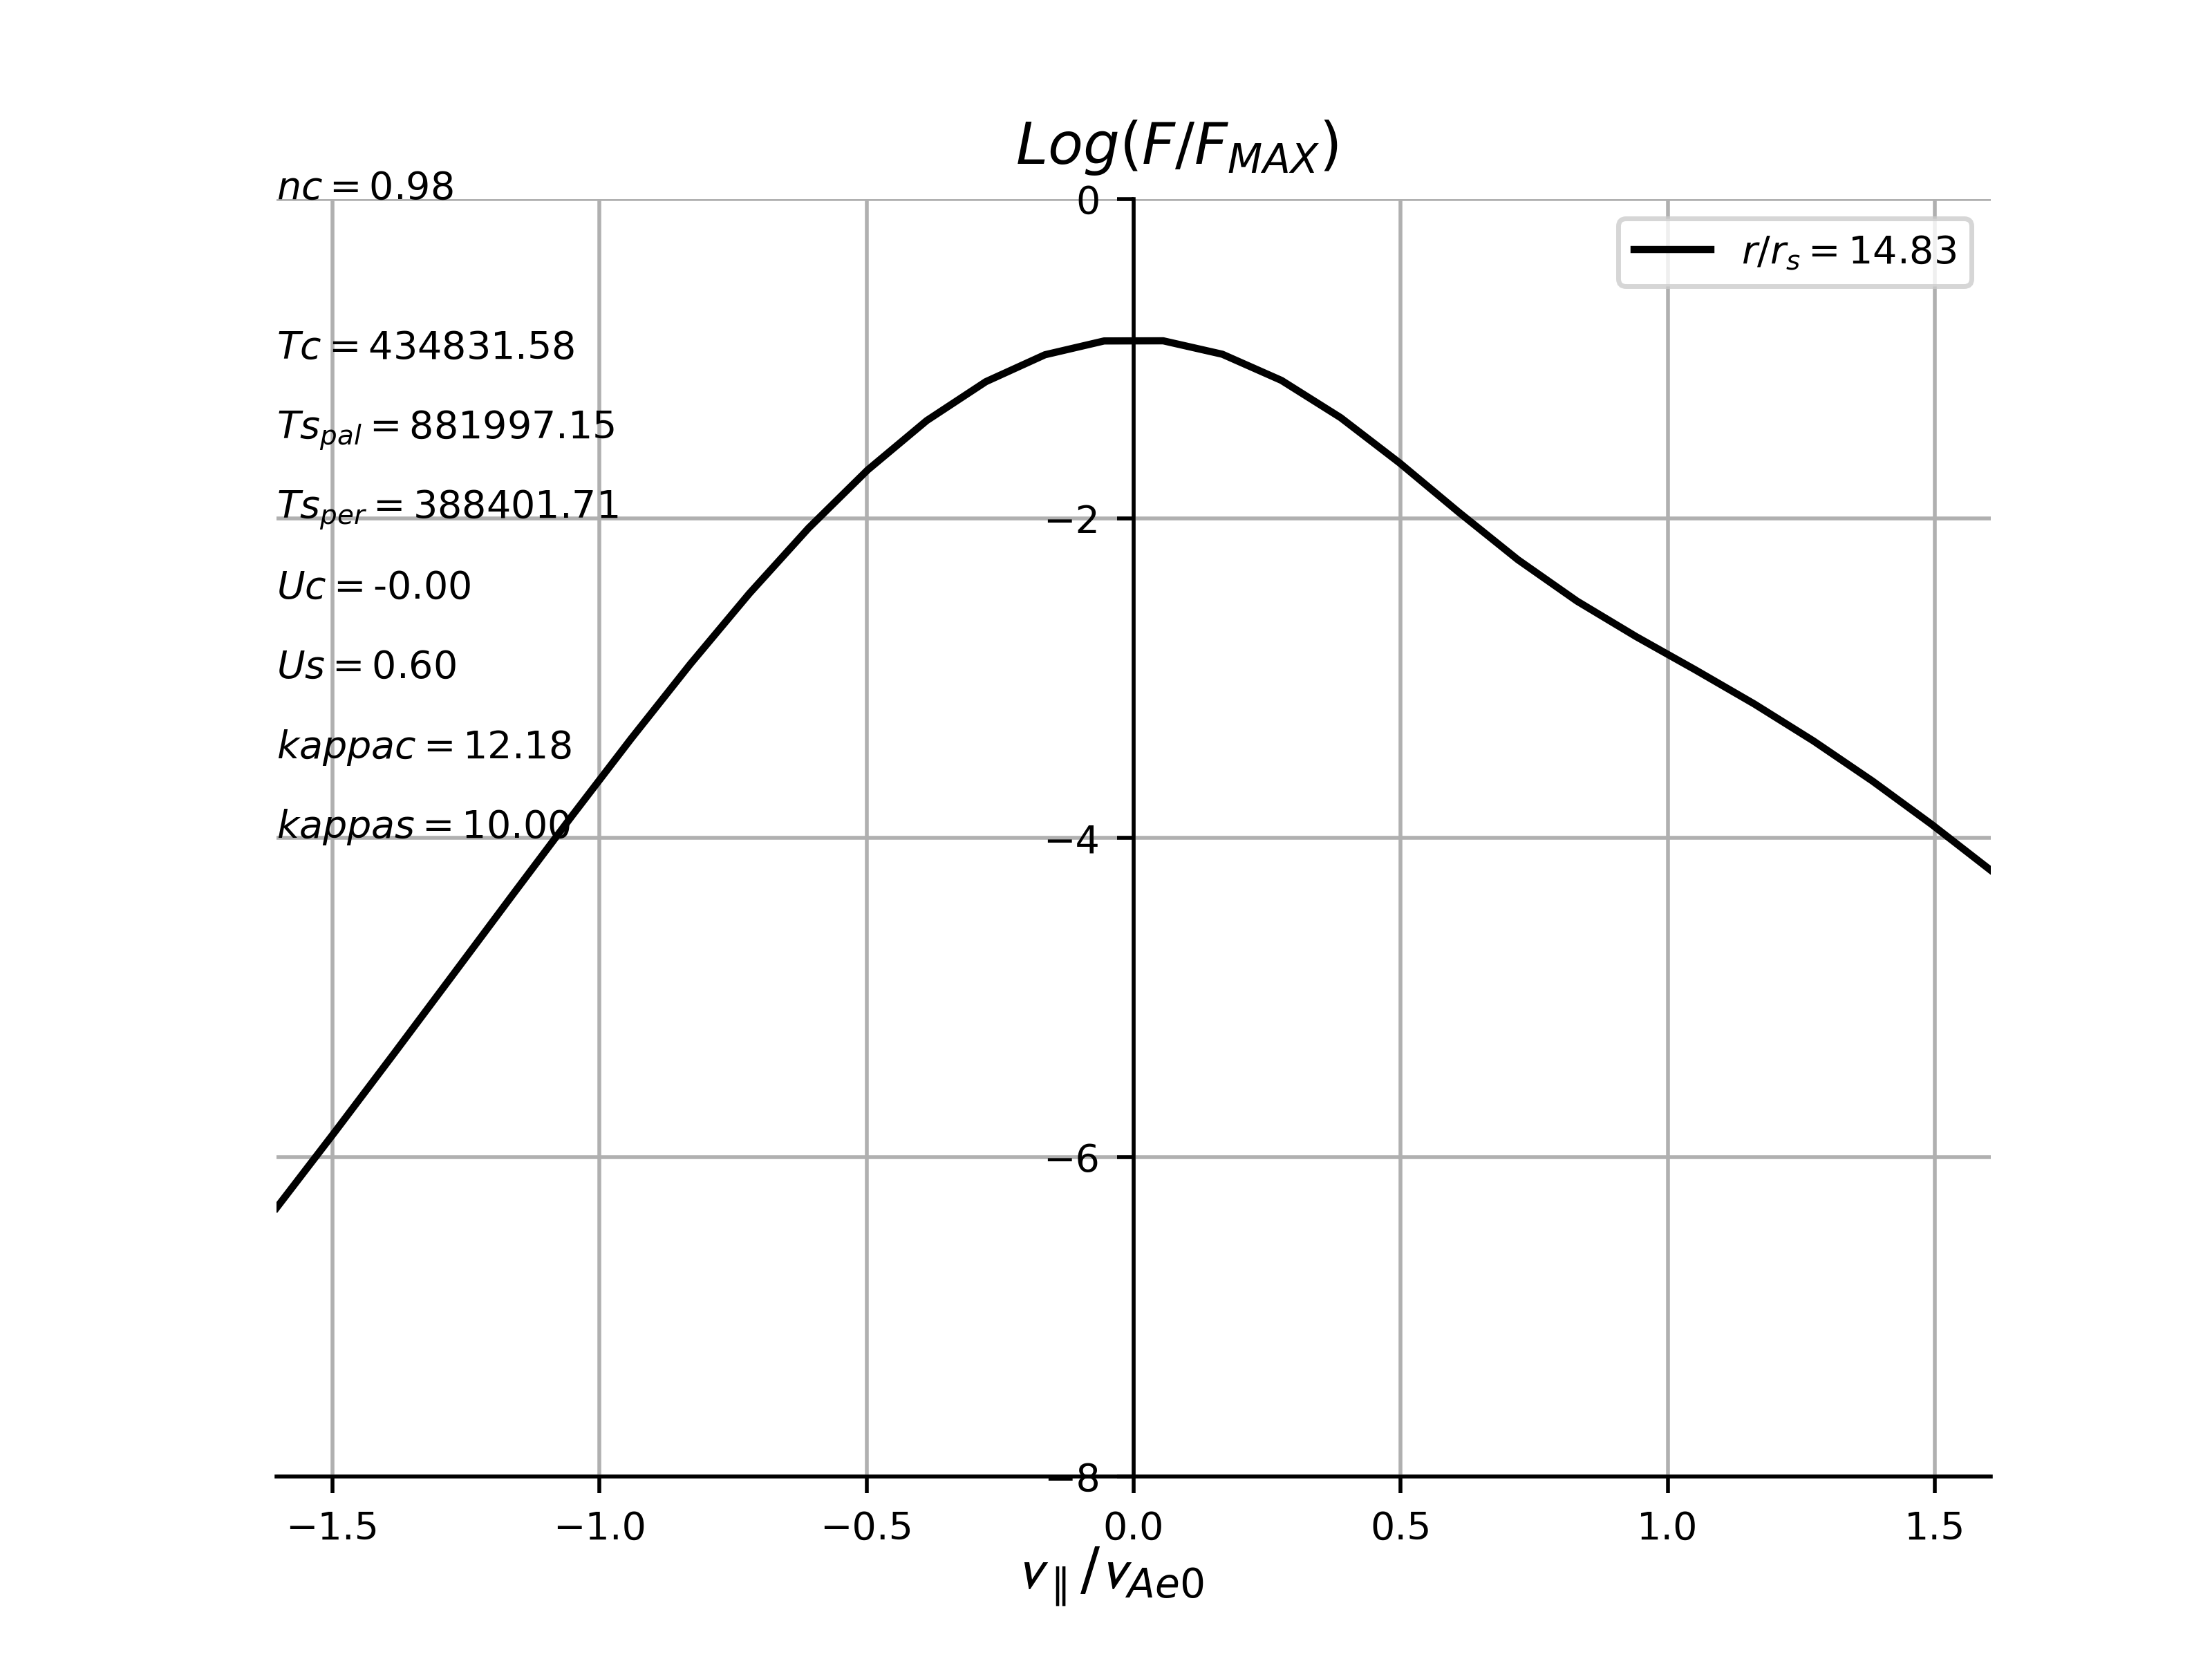 Log(F/F_MAX)
nc = 0.98
0
r/r_s = 14.83
Tc = 434831.58
Ts_pal = 881997.15
Ts_per = 388401.71
−2
Uc = -0.00
Us = 0.60
kappac = 12.18
kappas = 10.00
−4
−6
−8
−1.5 −1.0 −0.5 0.0 0.5 1.0 1.5
v_∥/v_Ae0